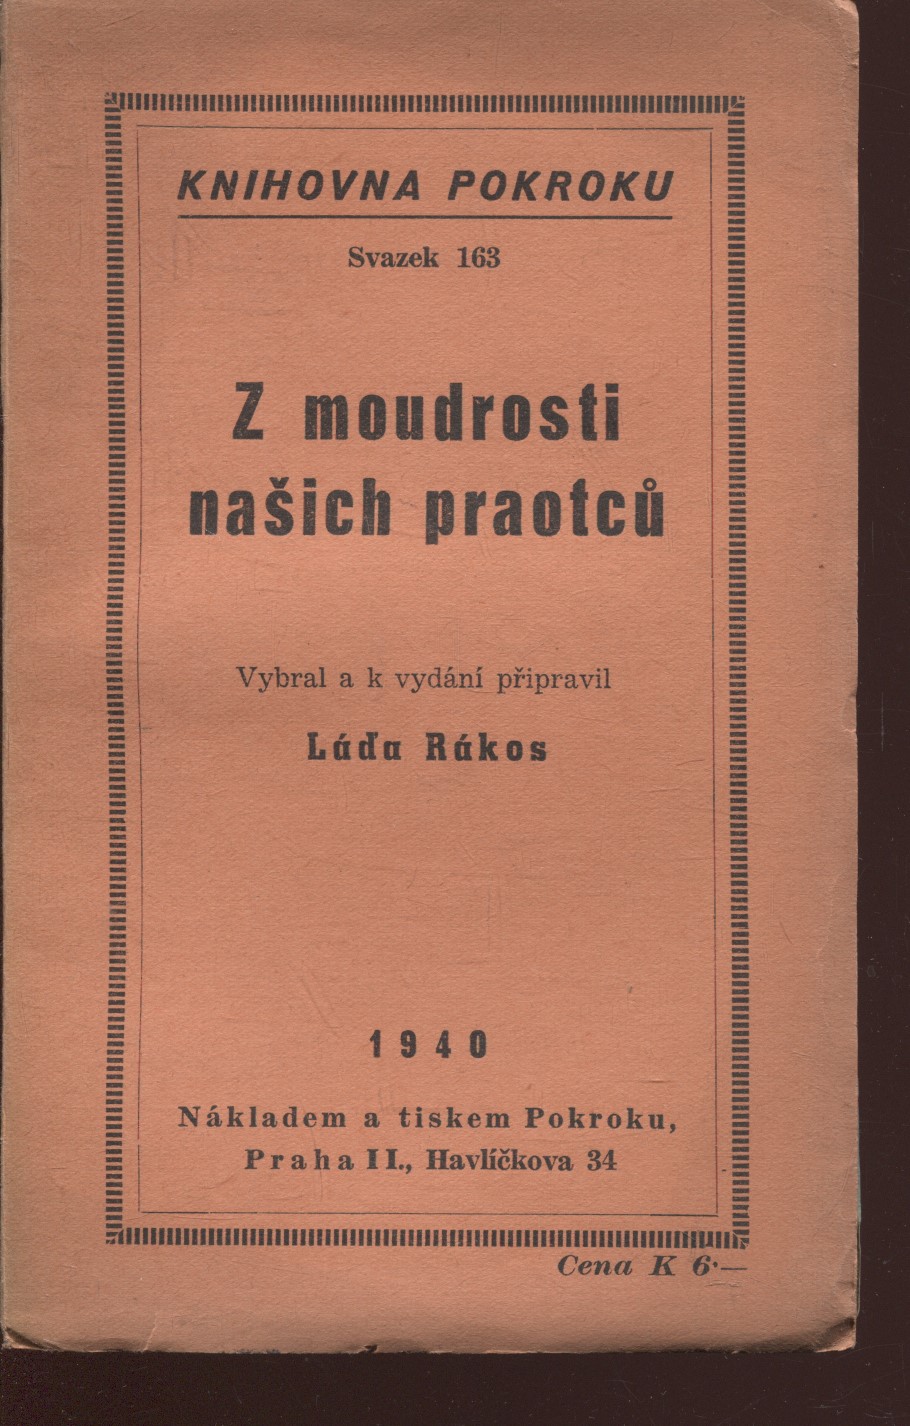 KNIHOVNA POKROKU
Svazek 163
Z moudrosti
našich praotců
Vybral a k vydání připravil
Láďa Rákos
1940
Nákladem a tiskem Pokroku,
Praha II., Havlíčkova 34
Cena K 6·—